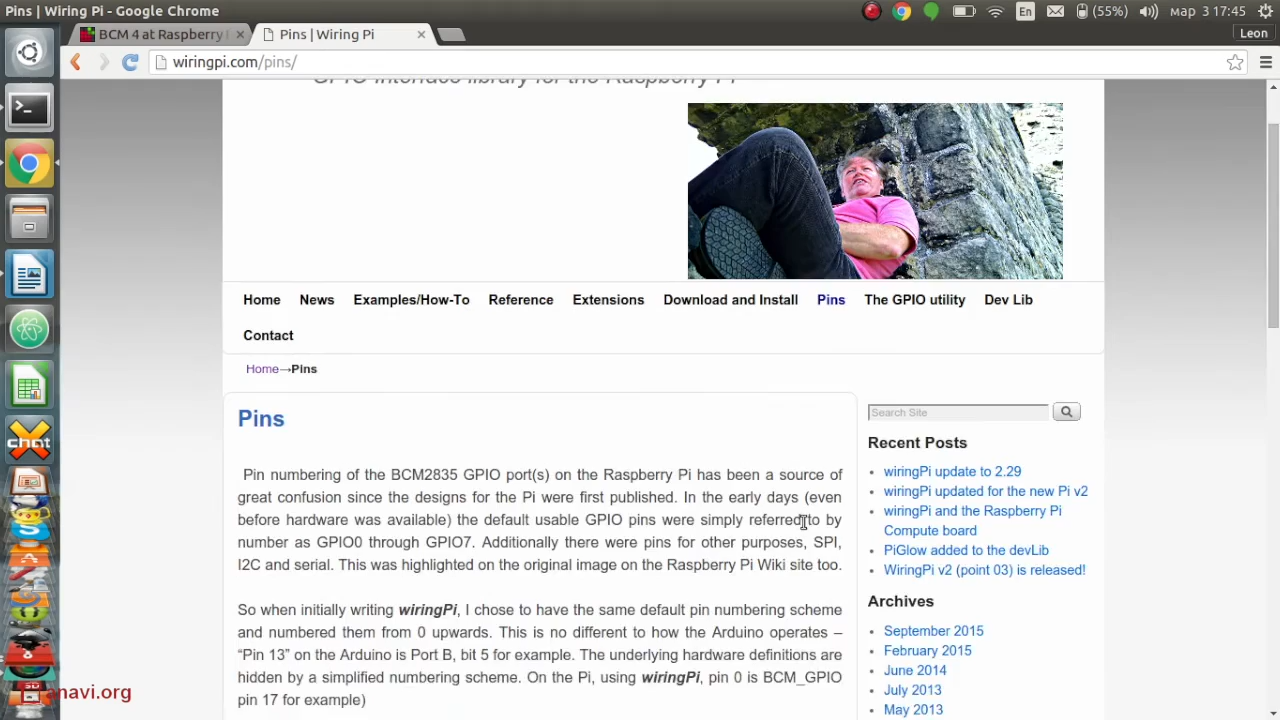 Pins | Wiring Pi - Google Chrome
En
(55%)
мар 3 17:45
BCM 4 at Raspberry
Pins | Wiring Pi
Leon
wiringpi.com/pins/
GPIO Interface library for the Raspberry Pi
Home News Examples/How-To Reference Extensions Download and Install Pins The GPIO utility Dev Lib
Contact
Home→Pins
Pins
Pin numbering of the BCM2835 GPIO port(s) on the Raspberry Pi has been a source of
great confusion since the designs for the Pi were first published. In the early days (even
before hardware was available) the default usable GPIO pins were simply referred to by
number as GPIO0 through GPIO7. Additionally there were pins for other purposes, SPI,
I2C and serial. This was highlighted on the original image on the Raspberry Pi Wiki site too.
So when initially writing wiringPi, I chose to have the same default pin numbering scheme
and numbered them from 0 upwards. This is no different to how the Arduino operates –
“Pin 13” on the Arduino is Port B, bit 5 for example. The underlying hardware definitions are
hidden by a simplified numbering scheme. On the Pi, using wiringPi, pin 0 is BCM_GPIO
pin 17 for example)
Search Site
Recent Posts
wiringPi update to 2.29
wiringPi updated for the new Pi v2
wiringPi and the Raspberry Pi
Compute board
PiGlow added to the devLib
WiringPi v2 (point 03) is released!
Archives
September 2015
February 2015
June 2014
July 2013
May 2013
chat
anavi.org